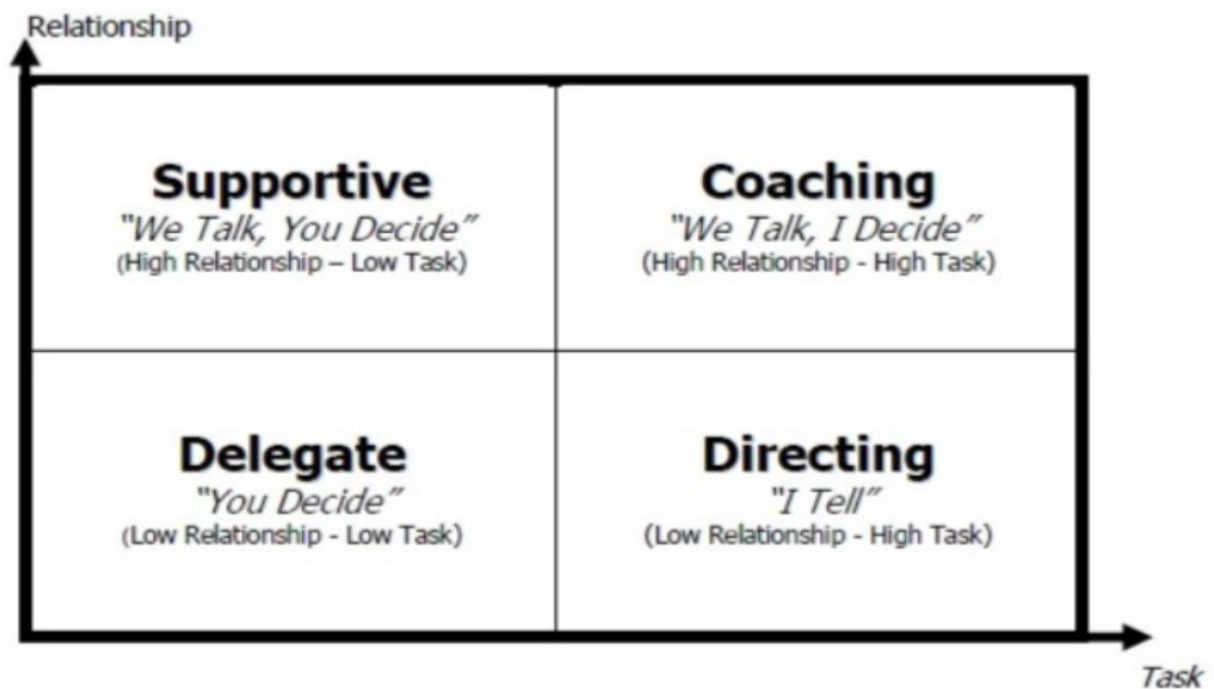 Relationship
Supportive
"We Talk, You Decide"
(High Relationship – Low Task)
Coaching
"We Talk, I Decide"
(High Relationship - High Task)
Delegate
"You Decide"
(Low Relationship - Low Task)
Directing
"I Tell"
(Low Relationship - High Task)
Task